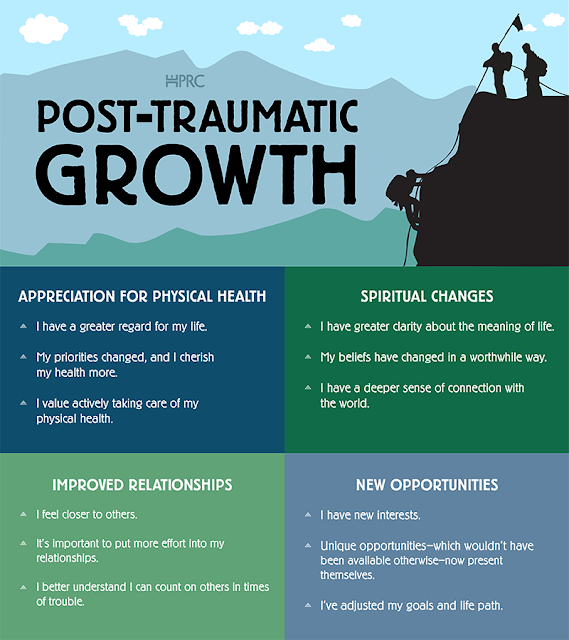 HPRC
POST-TRAUMATIC
GROWTH
APPRECIATION FOR PHYSICAL HEALTH
I have a greater regard for my life.
My priorities changed, and I cherish
my health more.
I value actively taking care of my
physical health.
SPIRITUAL CHANGES
I have greater clarity about the meaning of life.
My beliefs have changed in a worthwhile way.
I have a deeper sense of connection with
the world.
IMPROVED RELATIONSHIPS
I feel closer to others.
It's important to put more effort into my
relationships.
I better understand I can count on others in times
of trouble.
NEW OPPORTUNITIES
I have new interests.
Unique opportunities—which wouldn't have
been available otherwise—now present
themselves.
I've adjusted my goals and life path.